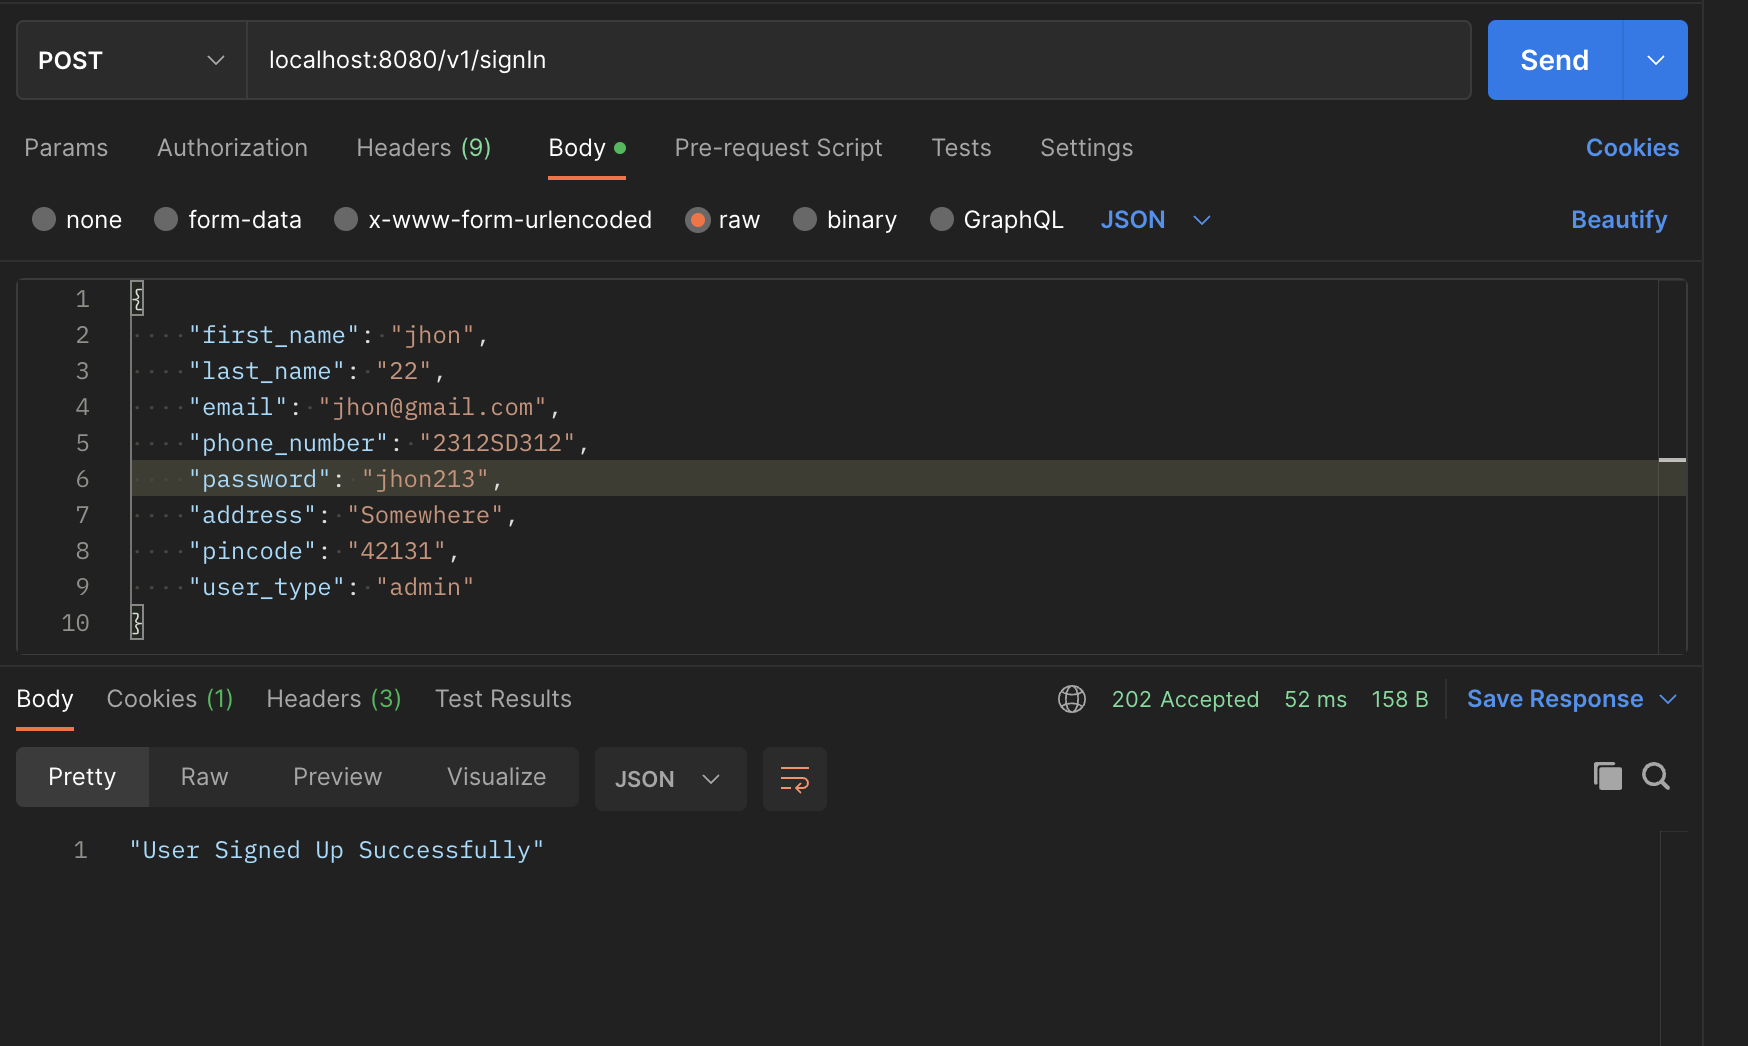 POST localhost:8080/v1/signIn Send
Params Authorization Headers (9) Body Pre-request Script Tests Settings Cookies
none form-data x-www-form-urlencoded raw binary GraphQL JSON Beautify
1 {
2 "first_name": "jhon",
3 "last_name": "22",
4 "email": "jhon@gmail.com",
5 "phone_number": "2312SD312",
6 "password": "jhon213",
7 "address": "Somewhere",
8 "pincode": "42131",
9 "user_type": "admin"
10 }
Body Cookies (1) Headers (3) Test Results 202 Accepted 52 ms 158 B Save Response
Pretty Raw Preview Visualize JSON
1 "User Signed Up Successfully"